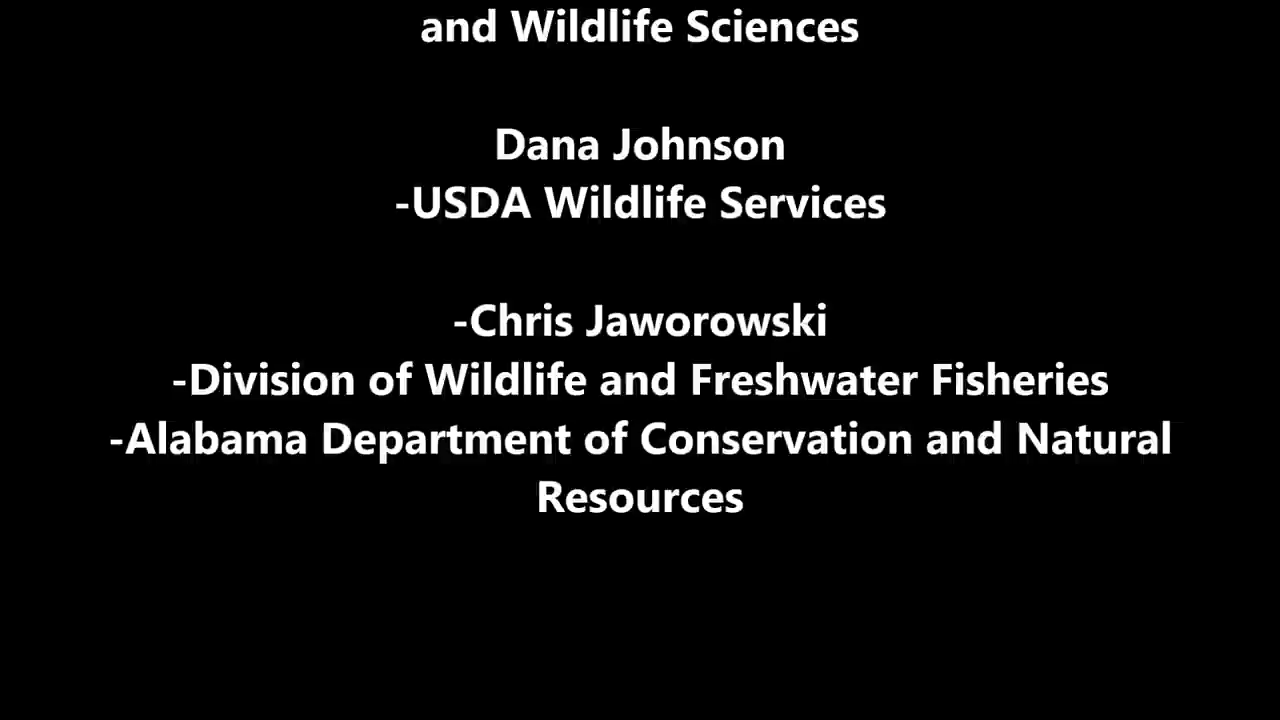 and Wildlife Sciences
Dana Johnson
-USDA Wildlife Services
-Chris Jaworowski
-Division of Wildlife and Freshwater Fisheries
-Alabama Department of Conservation and Natural
Resources